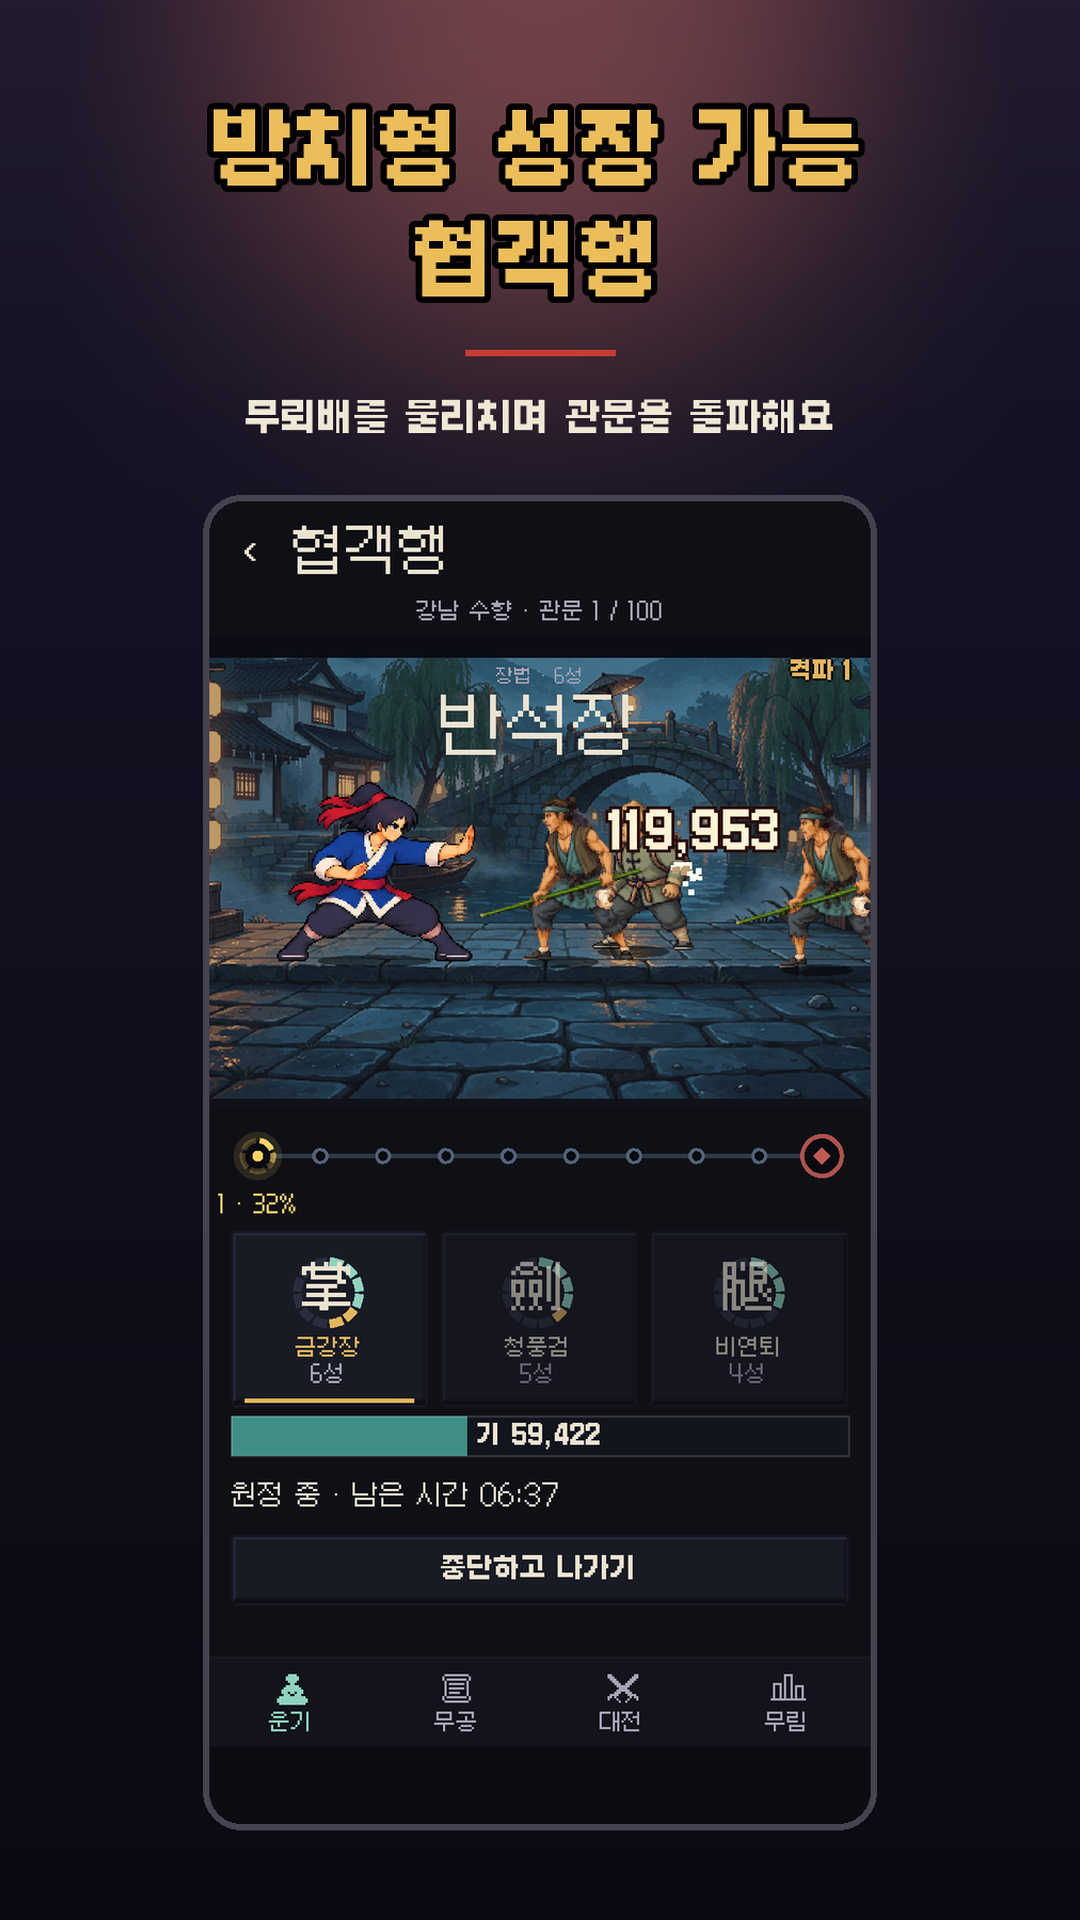 방치형 성장 가능
협객행
무뢰배를 물리치며 관문을 돌파해요
협객행
강남 수향 · 관문 1 / 100
격파 1
장법 · 6성
반석장
119,953
1 · 32%
掌 劍 腿
금강장 청풍검 비연퇴
6성 5성 4성
기 59,422
원정 중 · 남은 시간 06:37
중단하고 나가기
운기 무공 대전 무림